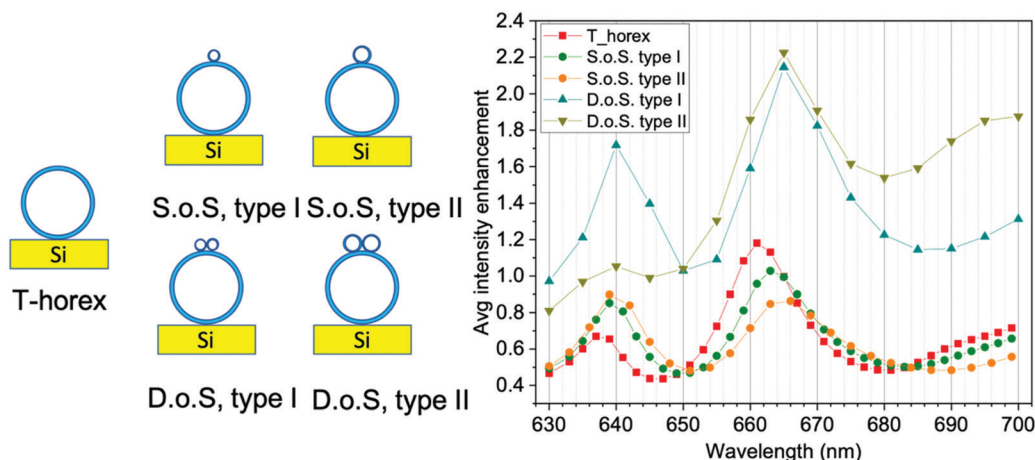 Si
T-horex
Si
Si
S.o.S, type I S.o.S, type II
Si
Si
D.o.S, type I D.o.S, type II
Avg intensity enhancement
2.4
2.2
2.0
1.8
1.6
1.4
1.2
1.0
0.8
0.6
0.4
T_horex
S.o.S. type I
S.o.S. type II
D.o.S. type I
D.o.S. type II
630 640 650 660 670 680 690 700
Wavelength (nm)